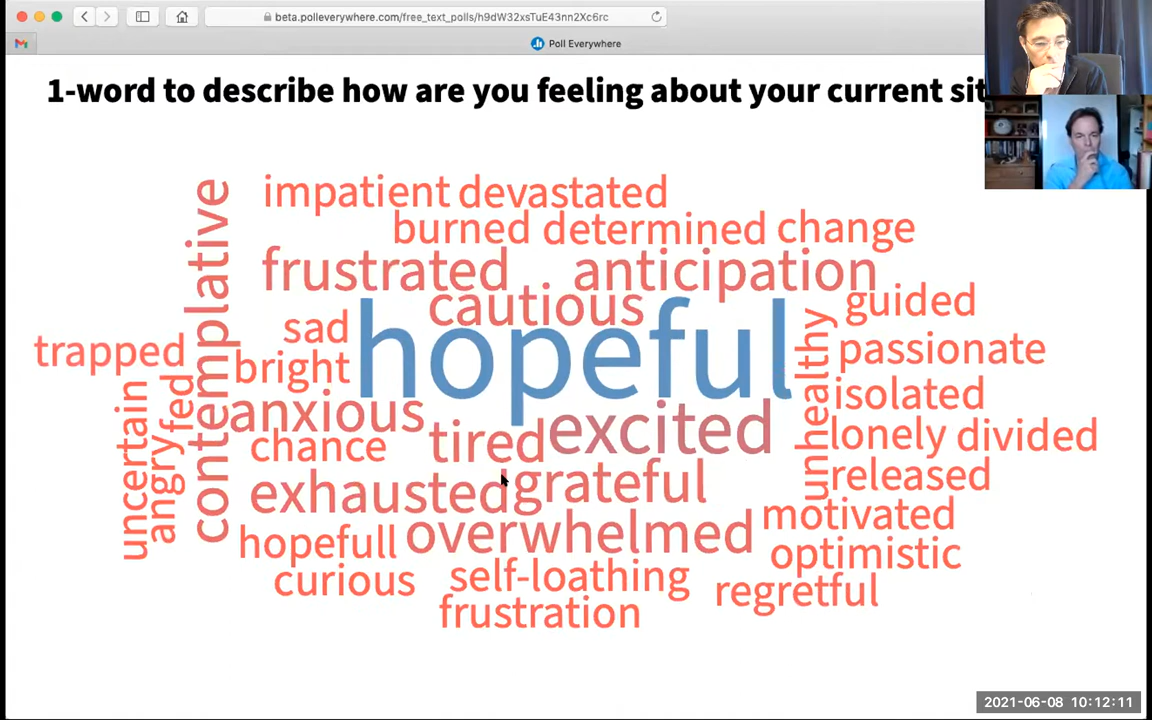 beta.polleverywhere.com/free_text_polls/h9dW32xsTuE43nn2Xc6rc
Poll Everywhere
1-word to describe how are you feeling about your current sit
impatient devastated
burned determined change
frustrated anticipation
cautious
guided
sad
hopeful
trapped
bright
contemplative
unhealthy
passionate
uncertain
angry
fed
isolated
anxious
tired
excited
lonely divided
chance
released
exhausted
grateful
motivated
hopefull
overwhelmed
optimistic
curious
self-loathing
regretful
frustration
2021-06-08 10:12:11